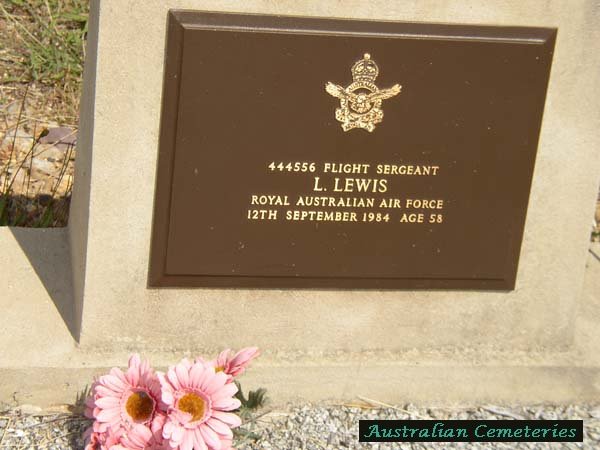 444556 FLIGHT SERGEANT
L. LEWIS
ROYAL AUSTRALIAN AIR FORCE
12TH SEPTEMBER 1984 AGE 58
Australian Cemeteries